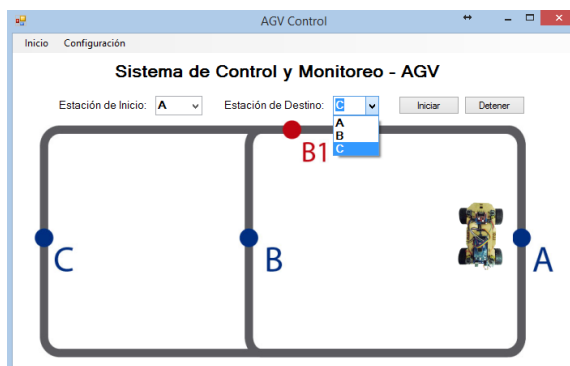 AGV Control
Inicio Configuración
Sistema de Control y Monitoreo - AGV
Estación de Inicio: A Estación de Destino: C Iniciar Detener
A
B
C
B1
C
B
A